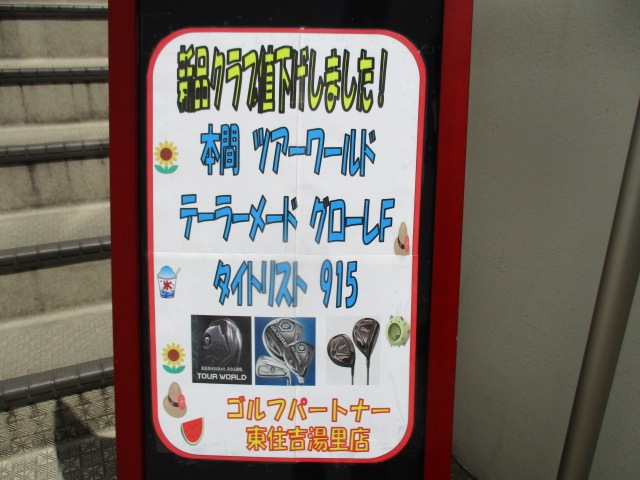 新品クラブ値下げしました!
本間 ツアーワールド
テーラーメード グローレF
氷
タイトリスト 915
TOUR WORLD
ゴルフパートナー
東住吉湯里店